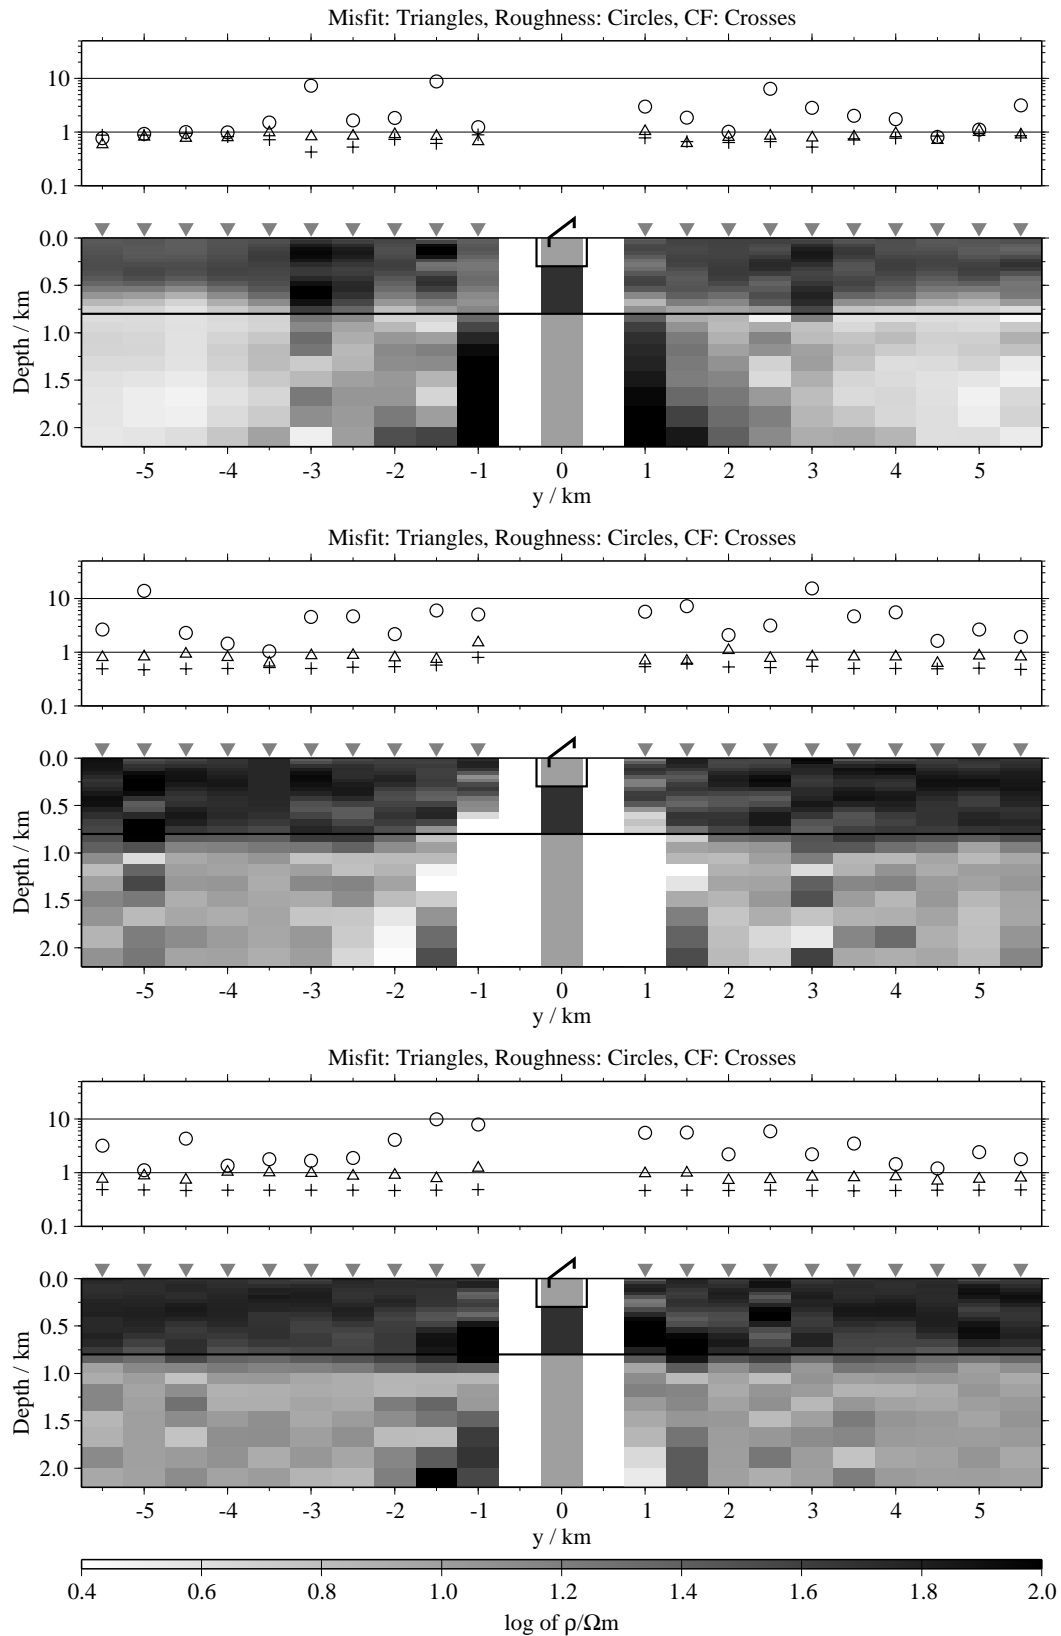 Misfit: Triangles, Roughness: Circles, CF: Crosses
10
1
0.1
0.0
0.5
1.0
1.5
2.0
Depth / km
-5 -4 -3 -2 -1 0 1 2 3 4 5
y / km
Misfit: Triangles, Roughness: Circles, CF: Crosses
10
1
0.1
0.0
0.5
1.0
1.5
2.0
Depth / km
-5 -4 -3 -2 -1 0 1 2 3 4 5
y / km
Misfit: Triangles, Roughness: Circles, CF: Crosses
10
1
0.1
0.0
0.5
1.0
1.5
2.0
Depth / km
-5 -4 -3 -2 -1 0 1 2 3 4 5
y / km
0.4 0.6 0.8 1.0 1.2 1.4 1.6 1.8 2.0
log of ρ/Ωm